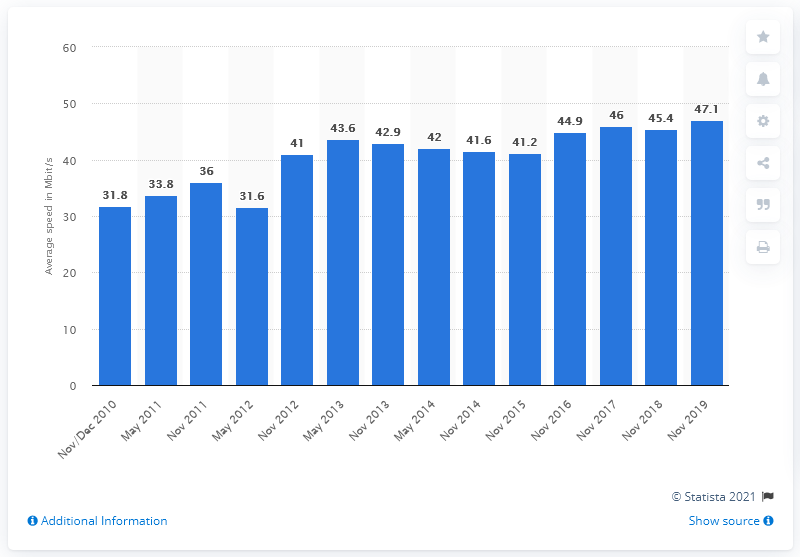 60
50
40
30
20
10
0
Average speed in Mbit/s
31.8
33.8
36
31.6
41
43.6
42.9
42
41.6
41.2
44.9
46
45.4
47.1
Nov/Dec 2010
May 2011
Nov 2011
May 2012
Nov 2012
May 2013
Nov 2013
May 2014
Nov 2014
Nov 2015
Nov 2016
Nov 2017
Nov 2018
Nov 2019
© Statista 2021
Additional Information
Show source